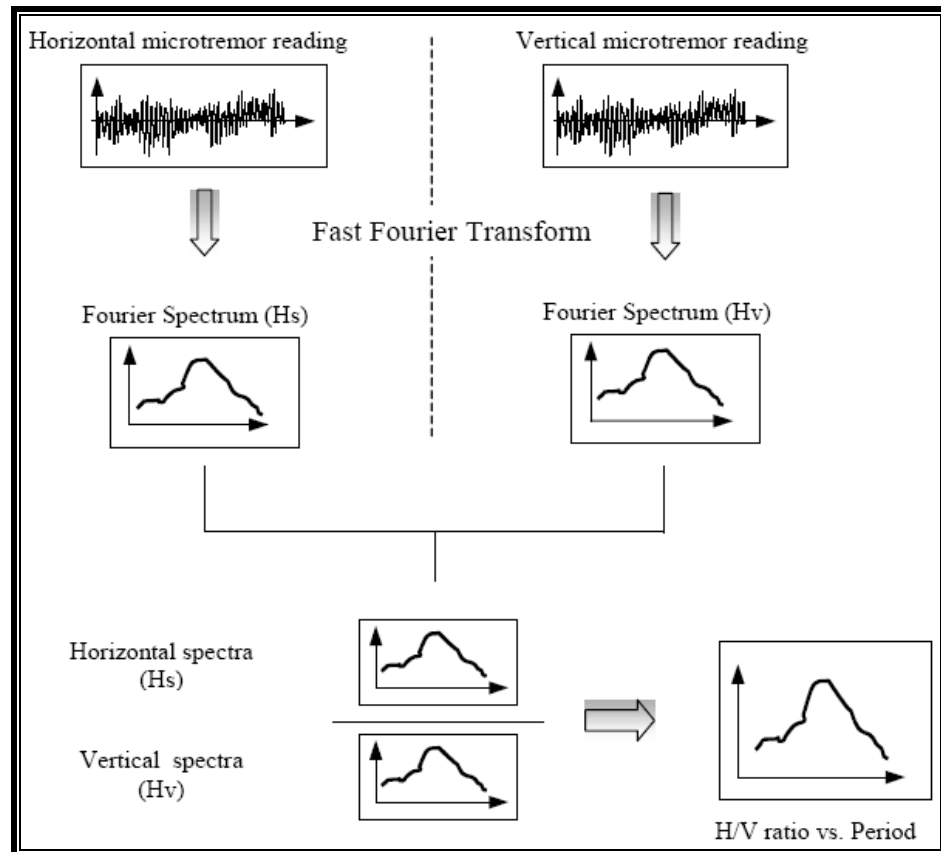 Horizontal microtremor reading
Vertical microtremor reading
Fast Fourier Transform
Fourier Spectrum (Hs)
Fourier Spectrum (Hv)
Horizontal spectra
(Hs)
Vertical spectra
(Hv)
H/V ratio vs. Period